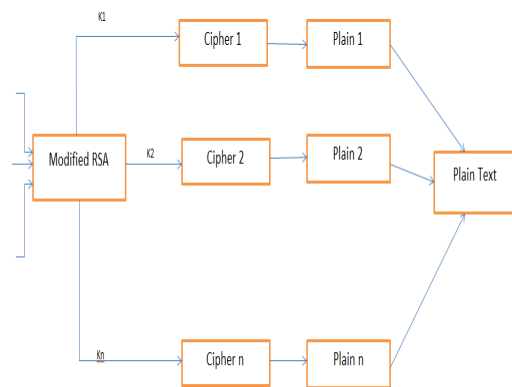 K1
Cipher 1
Plain 1
Modified RSA
K2
Cipher 2
Plain 2
Plain Text
Kn
Cipher n
Plain n